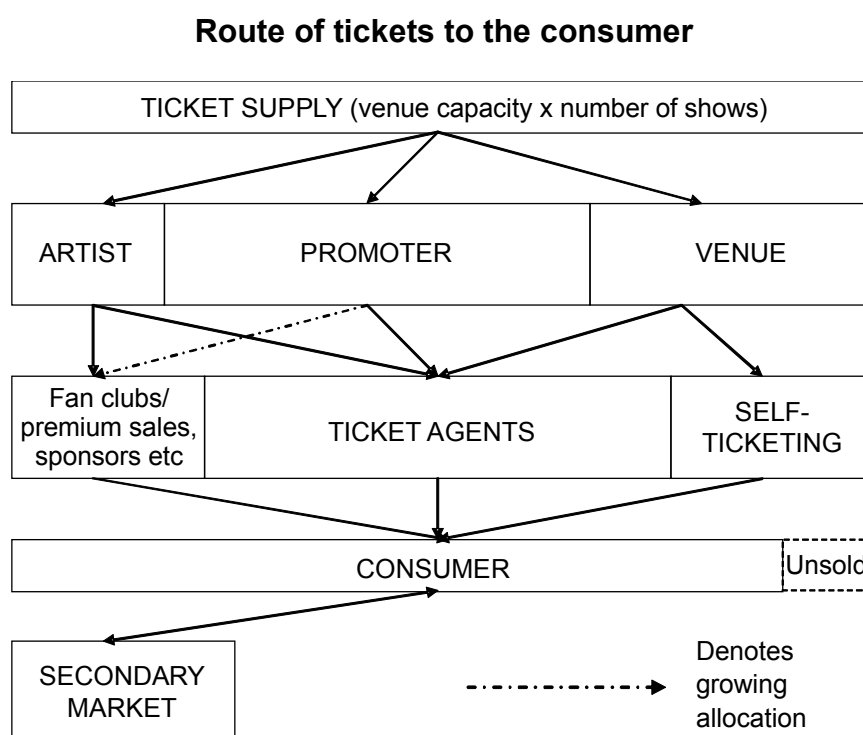 Route of tickets to the consumer
TICKET SUPPLY (venue capacity x number of shows)
ARTIST
PROMOTER
VENUE
Fan clubs/
premium sales,
sponsors etc
TICKET AGENTS
SELF-
TICKETING
CONSUMER
Unsold
SECONDARY
MARKET
Denotes
growing
allocation